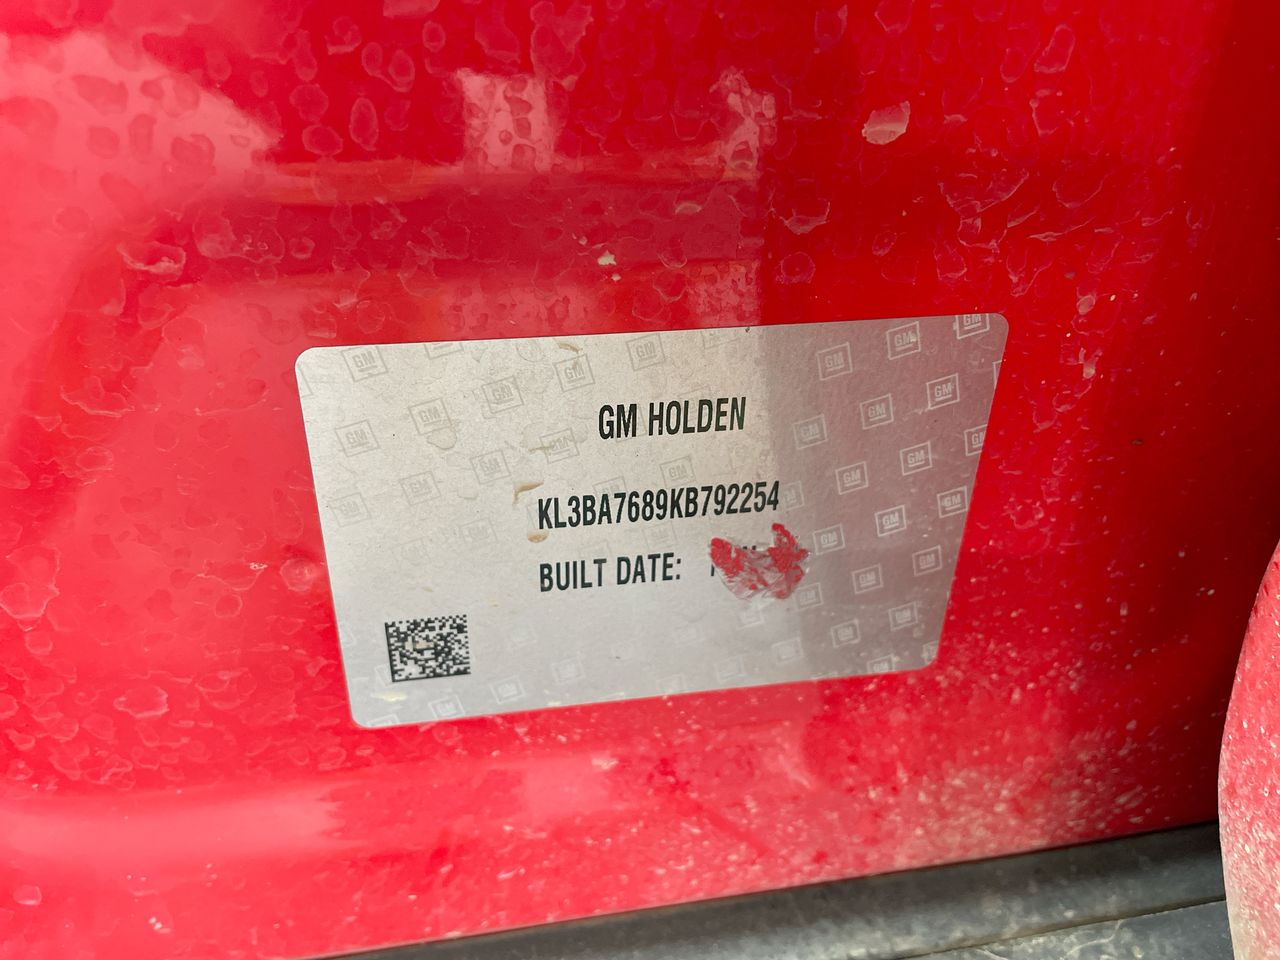 GM HOLDEN
KL3BA7689KB792254
BUILT DATE: